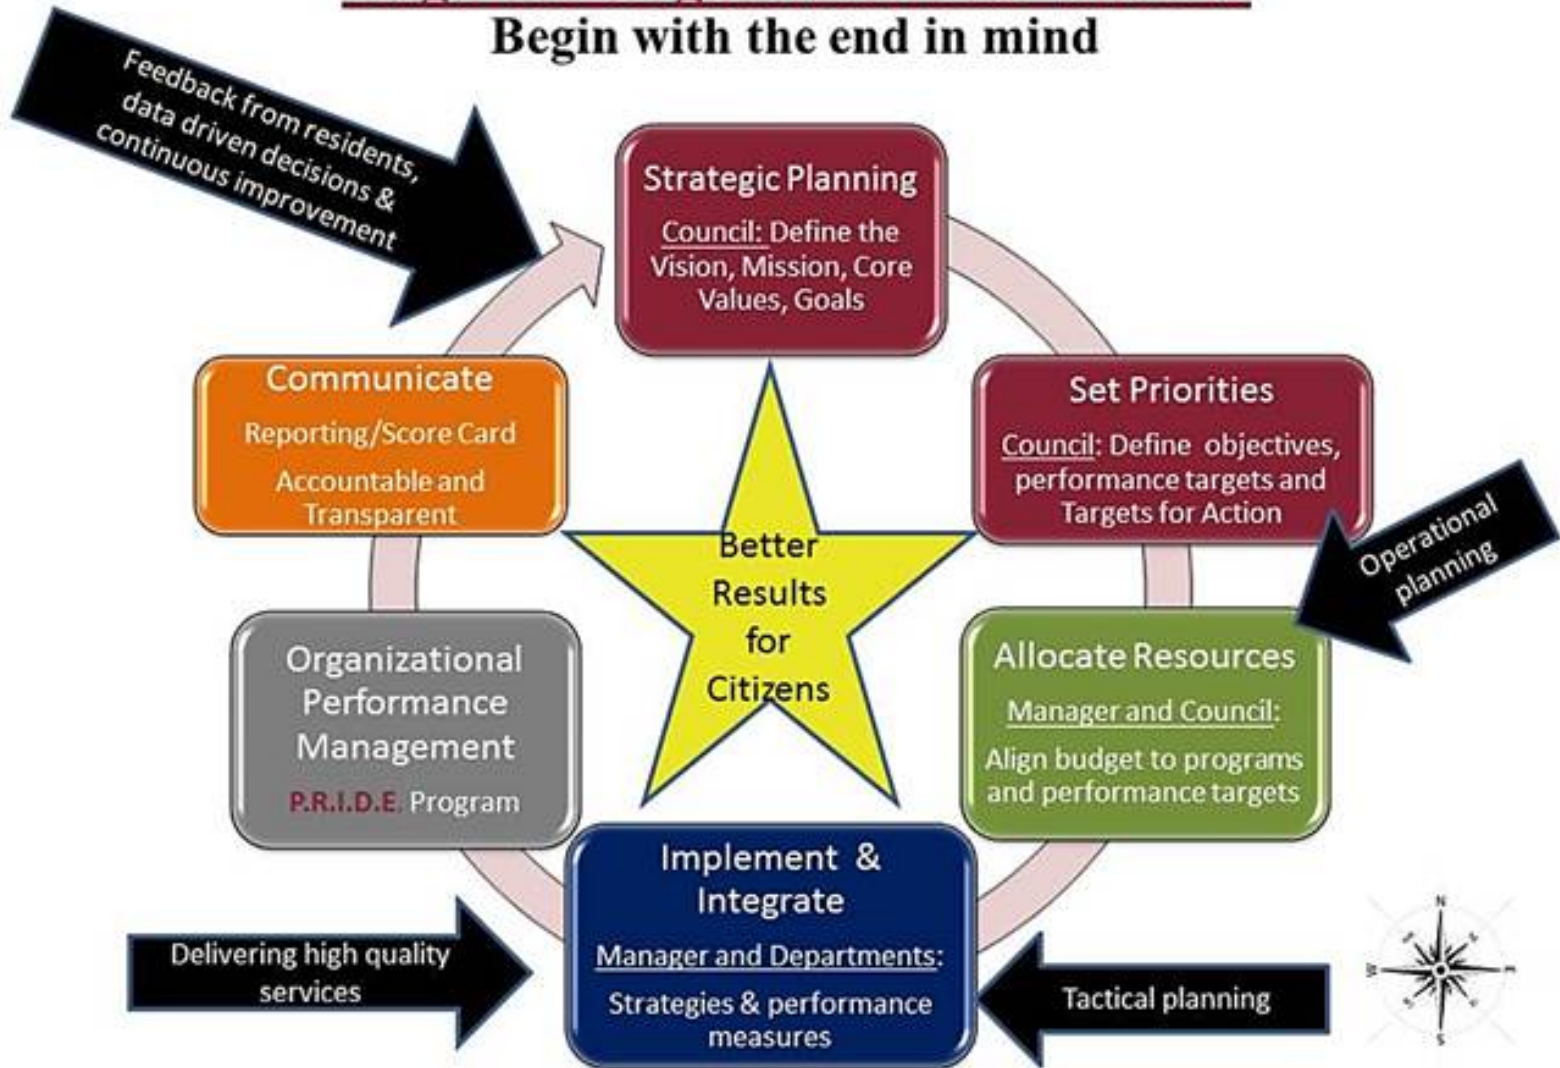 Begin with the end in mind
Feedback from residents,
data driven decisions &
continuous improvement
Strategic Planning
Council: Define the
Vision, Mission, Core
Values, Goals
Communicate
Reporting/Score Card
Accountable and
Transparent
Set Priorities
Council: Define objectives,
performance targets and
Targets for Action
Operational
planning
Better
Results
for
Citizens
Organizational
Performance
Management
P.R.I.D.E. Program
Allocate Resources
Manager and Council:
Align budget to programs
and performance targets
Implement &
Integrate
Manager and Departments:
Strategies & performance
measures
Delivering high quality
services
Tactical planning
N
W
E
S